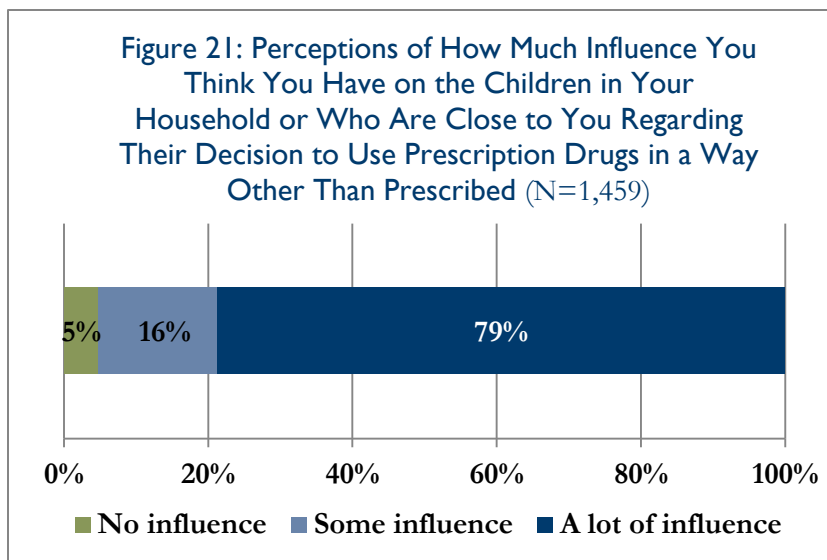 Figure 21: Perceptions of How Much Influence You
Think You Have on the Children in Your
Household or Who Are Close to You Regarding
Their Decision to Use Prescription Drugs in a Way
Other Than Prescribed (N=1,459)
5% 16% 79%
0% 20% 40% 60% 80% 100%
No influence Some influence A lot of influence